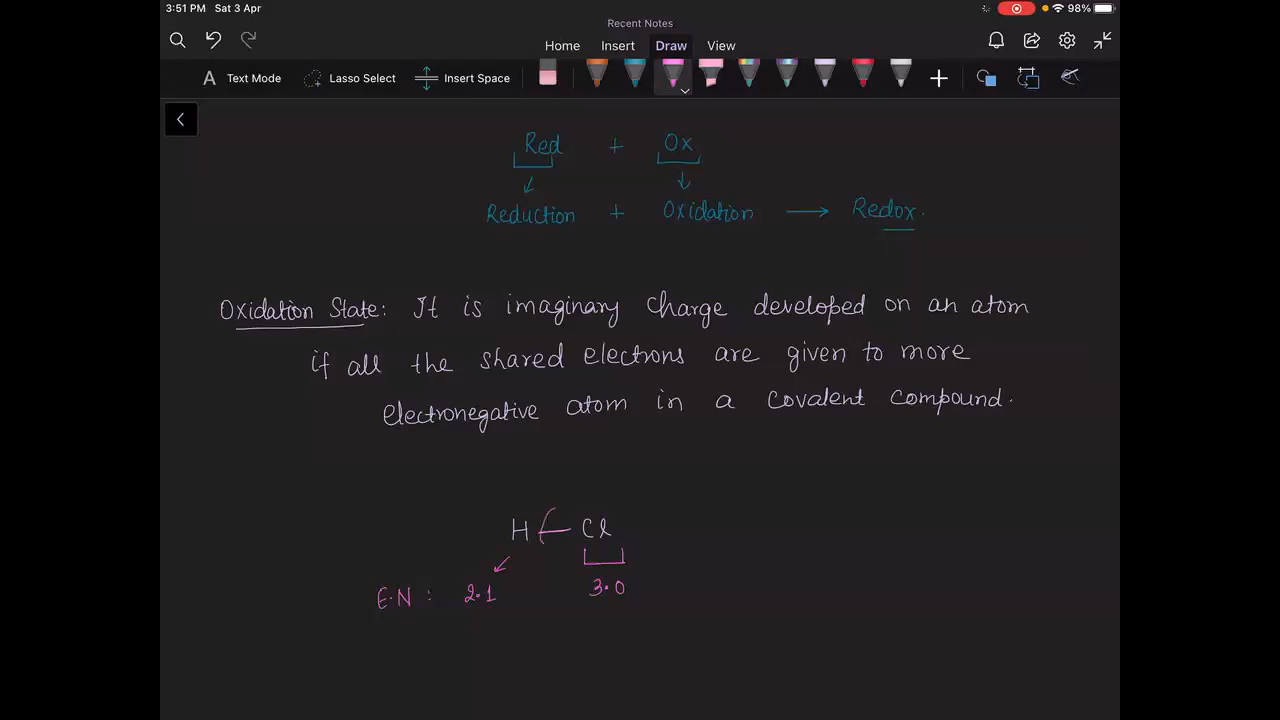 3:51 PM Sat 3 Apr
98%
Recent Notes
Home Insert Draw View
A Text Mode Lasso Select Insert Space
Red + Ox
Reduction + Oxidation → Redox.
Oxidation State: It is imaginary charge developed on an atom
if all the shared electrons are given to more
electronegative atom in a covalent compound.
H Cl
E.N : 2.1 3.0